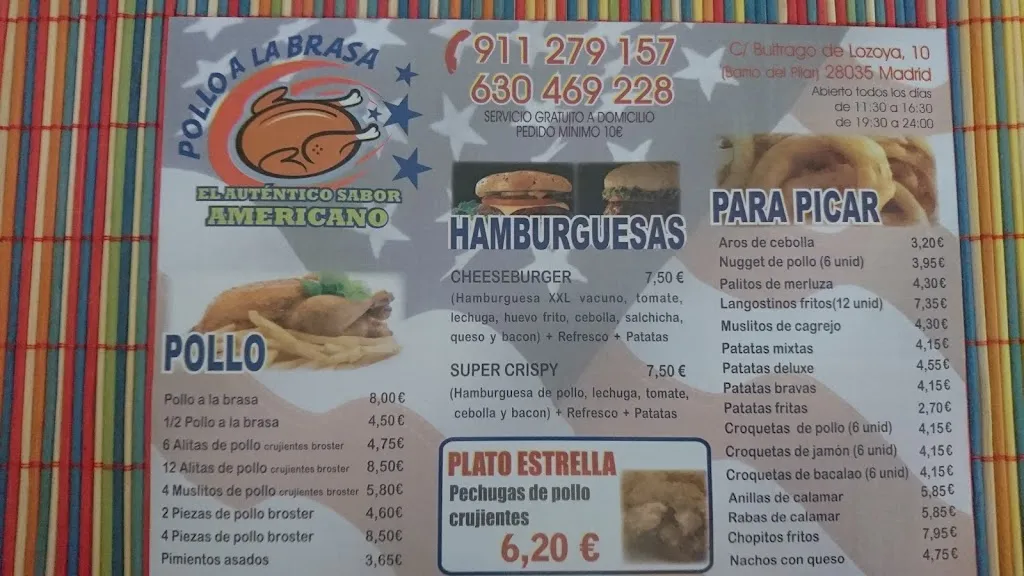 POLLO A LA BRASA
EL AUTÉNTICO SABOR
AMERICANO
911 279 157
630 469 228
SERVICIO GRATUITO A DOMICILIO
PEDIDO MINIMO 10€
C/ Buitrago de Lozoya, 10
(Barrio del Pilar) 28035 Madrid
Abierto todos los días
de 11:30 a 16:30
de 19:30 a 24:00
POLLO
Pollo a la brasa 8,00€
1/2 Pollo a la brasa 4,50€
6 Alitas de pollo crujientes broster 4,75€
12 Alitas de pollo crujientes broster 8,50€
4 Muslitos de pollo crujientes broster 5,80€
2 Piezas de pollo broster 4,60€
4 Piezas de pollo broster 8,50€
Pimientos asados 3,65€
HAMBURGUESAS
CHEESEBURGER 7,50 €
(Hamburguesa XXL vacuno, tomate,
lechuga, huevo frito, cebolla, salchicha,
queso y bacon) + Refresco + Patatas
SUPER CRISPY 7,50 €
(Hamburguesa de pollo, lechuga, tomate,
cebolla y bacon) + Refresco + Patatas
PLATO ESTRELLA
Pechugas de pollo
crujientes
6,20 €
PARA PICAR
Aros de cebolla 3,20€
Nugget de pollo (6 unid) 3,95€
Palitos de merluza 4,30€
Langostinos fritos(12 unid) 7,35€
Muslitos de cagrejo 4,30€
Patatas mixtas 4,15€
Patatas deluxe 4,55€
Patatas bravas 4,15€
Patatas fritas 2,70€
Croquetas de pollo (6 unid) 4,15€
Croquetas de jamón (6 unid) 4,15€
Croquetas de bacalao (6 unid) 4,15€
Anillas de calamar 5,85€
Rabas de calamar 5,85€
Chopitos fritos 7,95€
Nachos con queso 4,75€